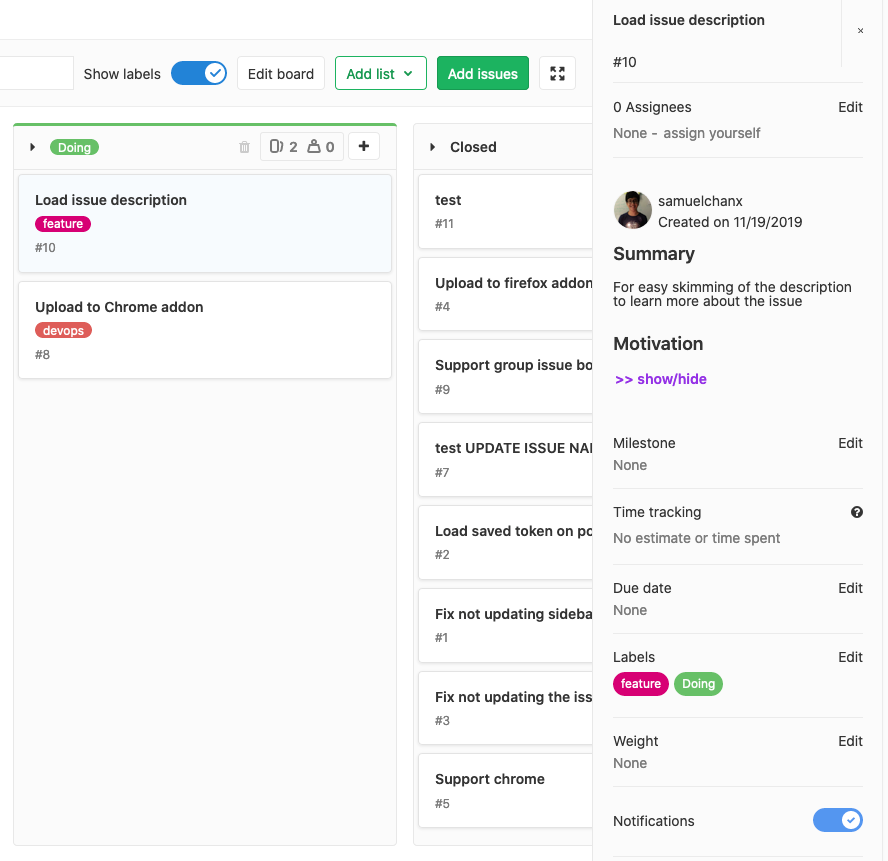 Show labels
Edit board
Add list
Add issues
Doing
2
0
Load issue description
feature
#10
Upload to Chrome addon
devops
#8
Closed
test
#11
Upload to firefox addon
#4
Support group issue bo
#9
test UPDATE ISSUE NA
#7
Load saved token on po
#2
Fix not updating sideba
#1
Fix not updating the iss
#3
Support chrome
#5
Load issue description
×
#10
0 Assignees Edit
None - assign yourself
samuelchanx
Created on 11/19/2019
Summary
For easy skimming of the description
to learn more about the issue
Motivation
>> show/hide
Milestone Edit
None
Time tracking ?
No estimate or time spent
Due date Edit
None
Labels Edit
feature Doing
Weight Edit
None
Notifications